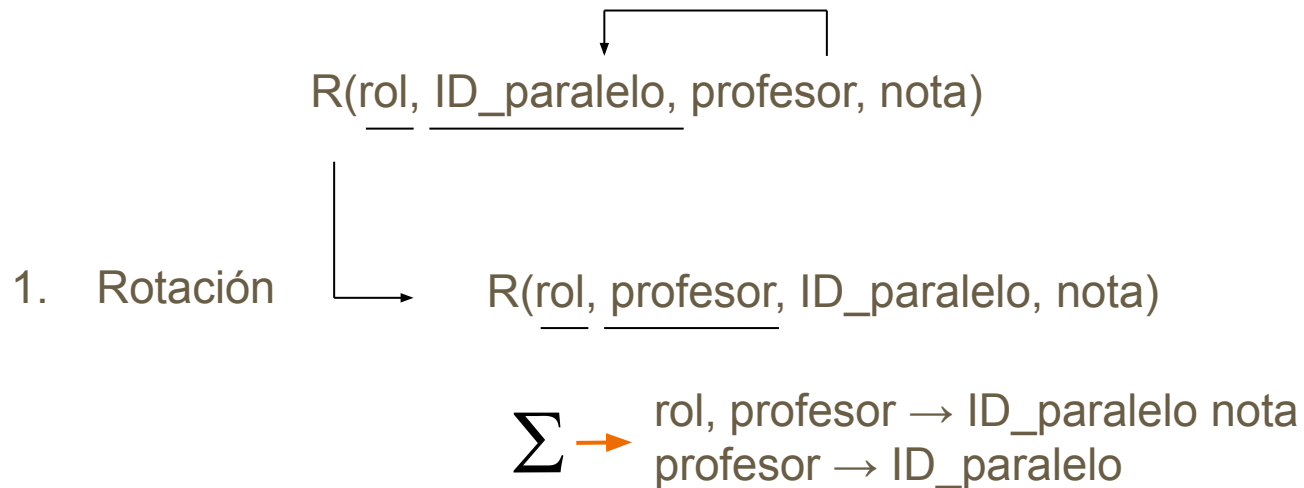 R(rol, ID_paralelo, profesor, nota)
1. Rotación
R(rol, profesor, ID_paralelo, nota)
∑
rol, profesor → ID_paralelo nota
profesor → ID_paralelo